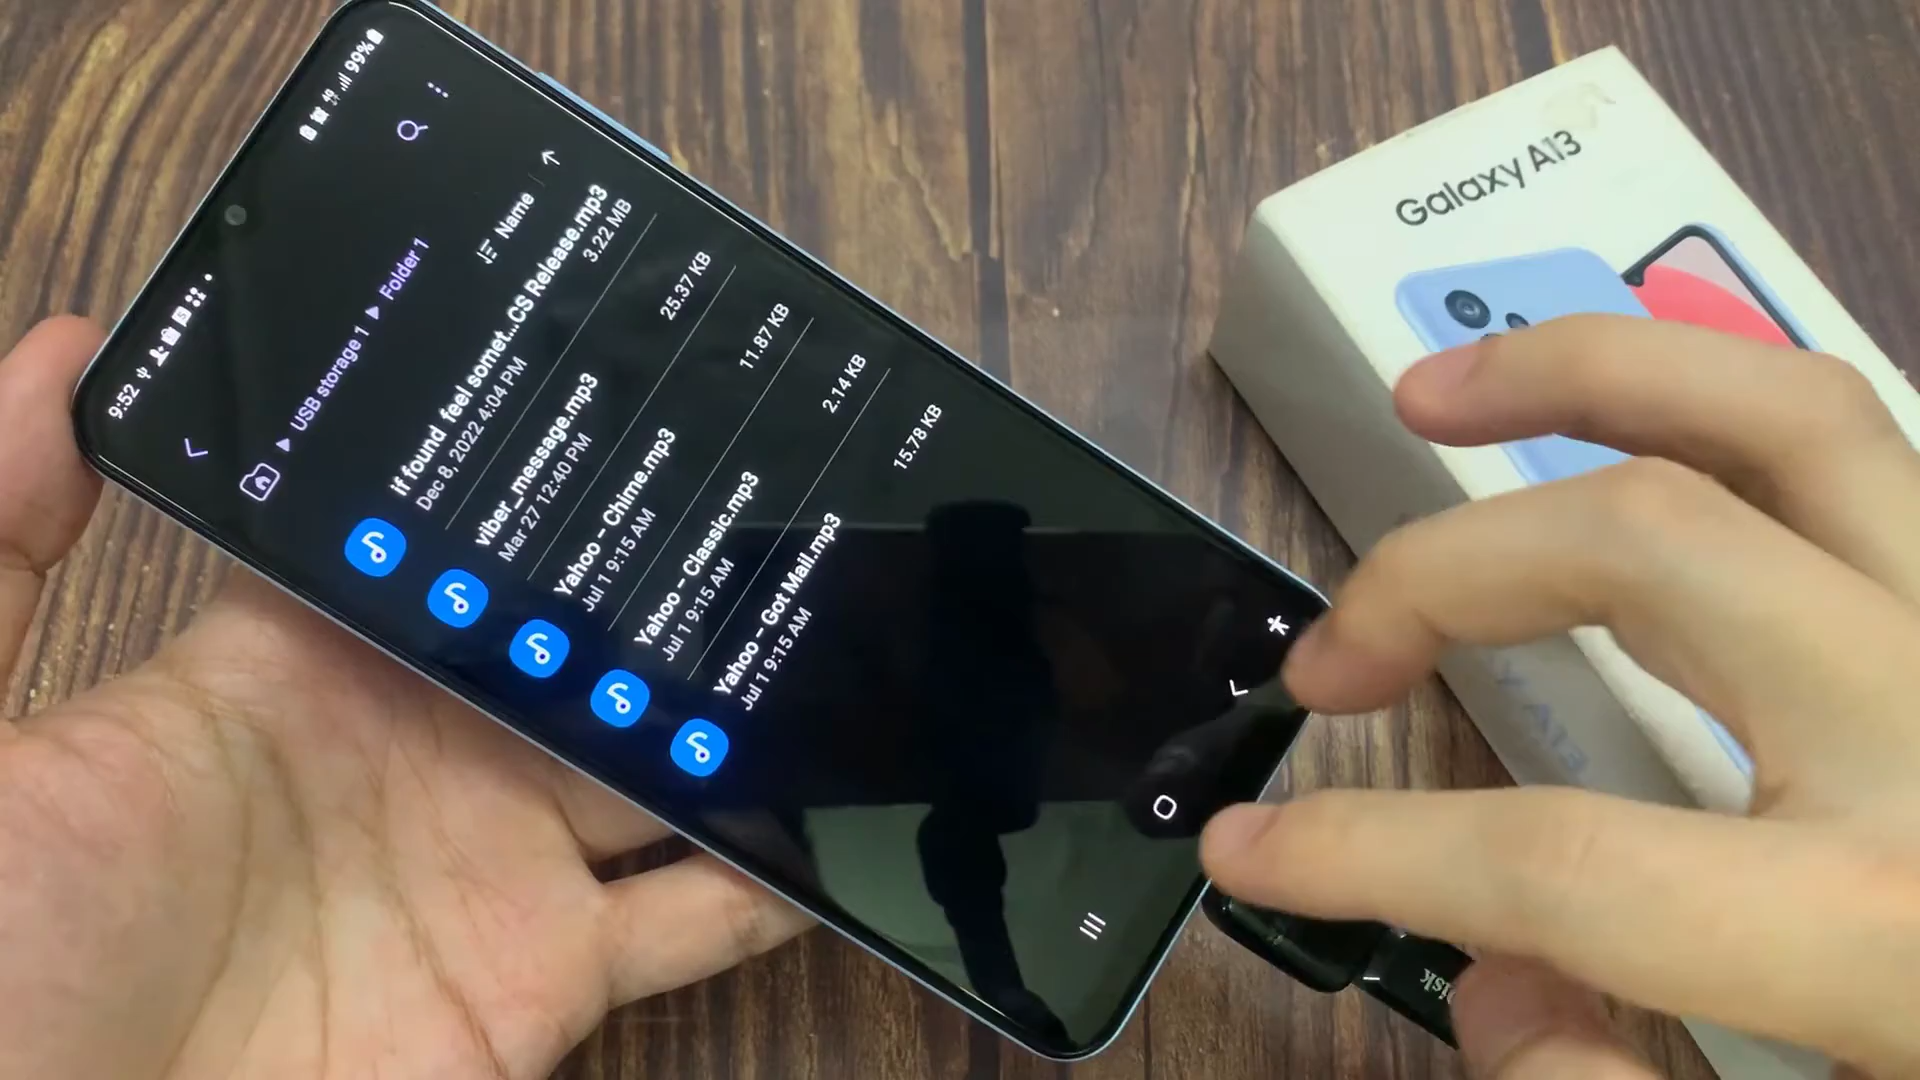 9:52
4G
99%
USB storage 1 ▶ Folder 1
Name
If found feel somet...CS Release.mp3
Dec 8, 2022 4:04 PM
3.22 MB
viber_message.mp3
Mar 27 12:40 PM
25.37 KB
Yahoo - Chime.mp3
Jul 1 9:15 AM
11.87 KB
Yahoo - Classic.mp3
Jul 1 9:15 AM
2.14 KB
Yahoo - Got Mail.mp3
Jul 1 9:15 AM
15.78 KB
Galaxy A13
Y A13
Disk